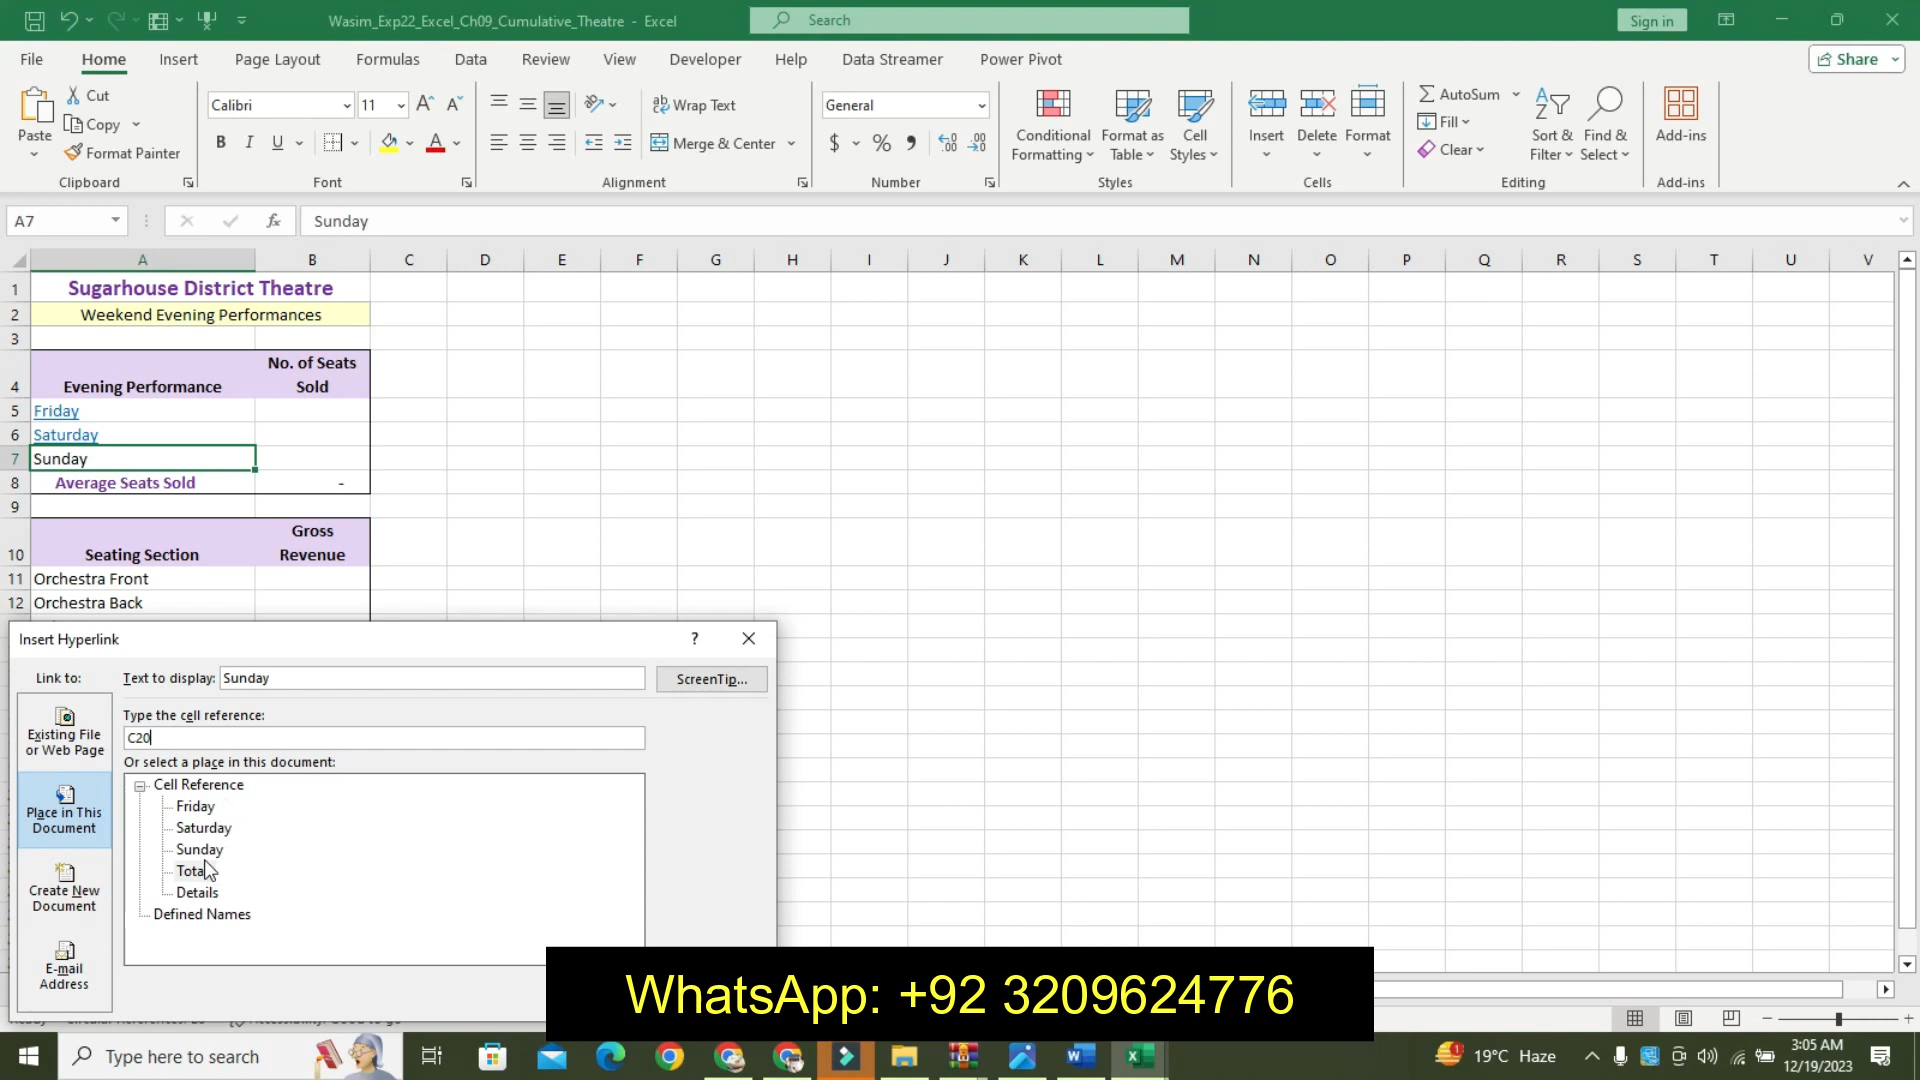 Wasim_Exp22_Excel_Ch09_Cumulative_Theatre - Excel
Search
Sign in
File Home Insert Page Layout Formulas Data Review View Developer Help Data Streamer Power Pivot
Share
Paste
Cut
Copy
Format Painter
Clipboard
Calibri 11
B I U
Font
Wrap Text
Merge & Center
Alignment
General
$ % ,
Number
Conditional Formatting
Format as Table
Cell Styles
Styles
Insert
Delete
Format
Cells
AutoSum
Fill
Clear
Sort & Filter
Find & Select
Editing
Add-ins
Add-ins
A7
fx
Sunday
A B C D E F G H I J K L M N O P Q R S T U V
1 Sugarhouse District Theatre
2 Weekend Evening Performances
3
No. of Seats
4 Evening Performance Sold
5 Friday
6 Saturday
7 Sunday
8 Average Seats Sold -
9
Gross
10 Seating Section Revenue
11 Orchestra Front
12 Orchestra Back
Insert Hyperlink ?
Link to:
Text to display: Sunday
ScreenTip...
Existing File or Web Page
Place in This Document
Create New Document
E-mail Address
Type the cell reference:
C20
Or select a place in this document:
Cell Reference
Friday
Saturday
Sunday
Details
Defined Names
WhatsApp: +92 3209624776
Type here to search
19°C Haze
3:05 AM
12/19/2023